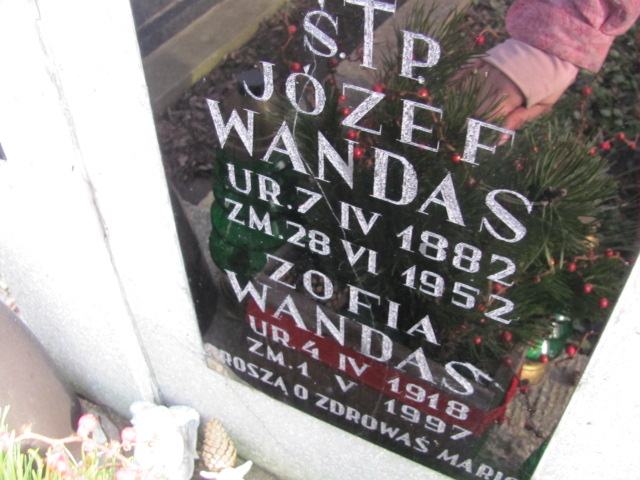 Ś.†P.
JÓZEF
WANDAS
UR. 7 IV 1882
ZM. 28 VI 1952
ZOFIA
WANDAS
UR. 4 IV 1918
ZM. 1 V 1997
PROSZĄ O ZDROWAŚ MARIO